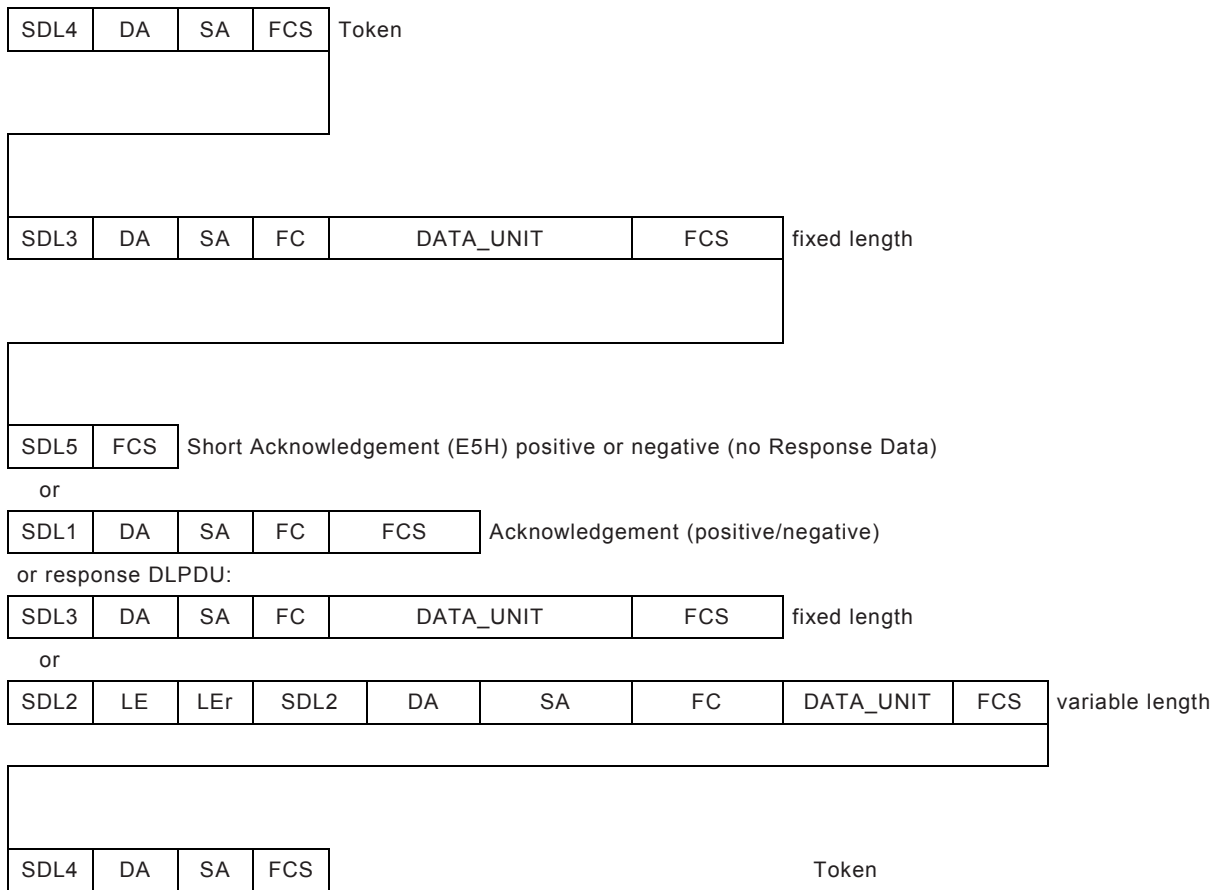 SDL4 DA SA FCS Token
SDL3 DA SA FC DATA_UNIT FCS fixed length
SDL5 FCS Short Acknowledgement (E5H) positive or negative (no Response Data)
or
SDL1 DA SA FC FCS Acknowledgement (positive/negative)
or response DLPDU:
SDL3 DA SA FC DATA_UNIT FCS fixed length
or
SDL2 LE LEr SDL2 DA SA FC DATA_UNIT FCS variable length
SDL4 DA SA FCS Token